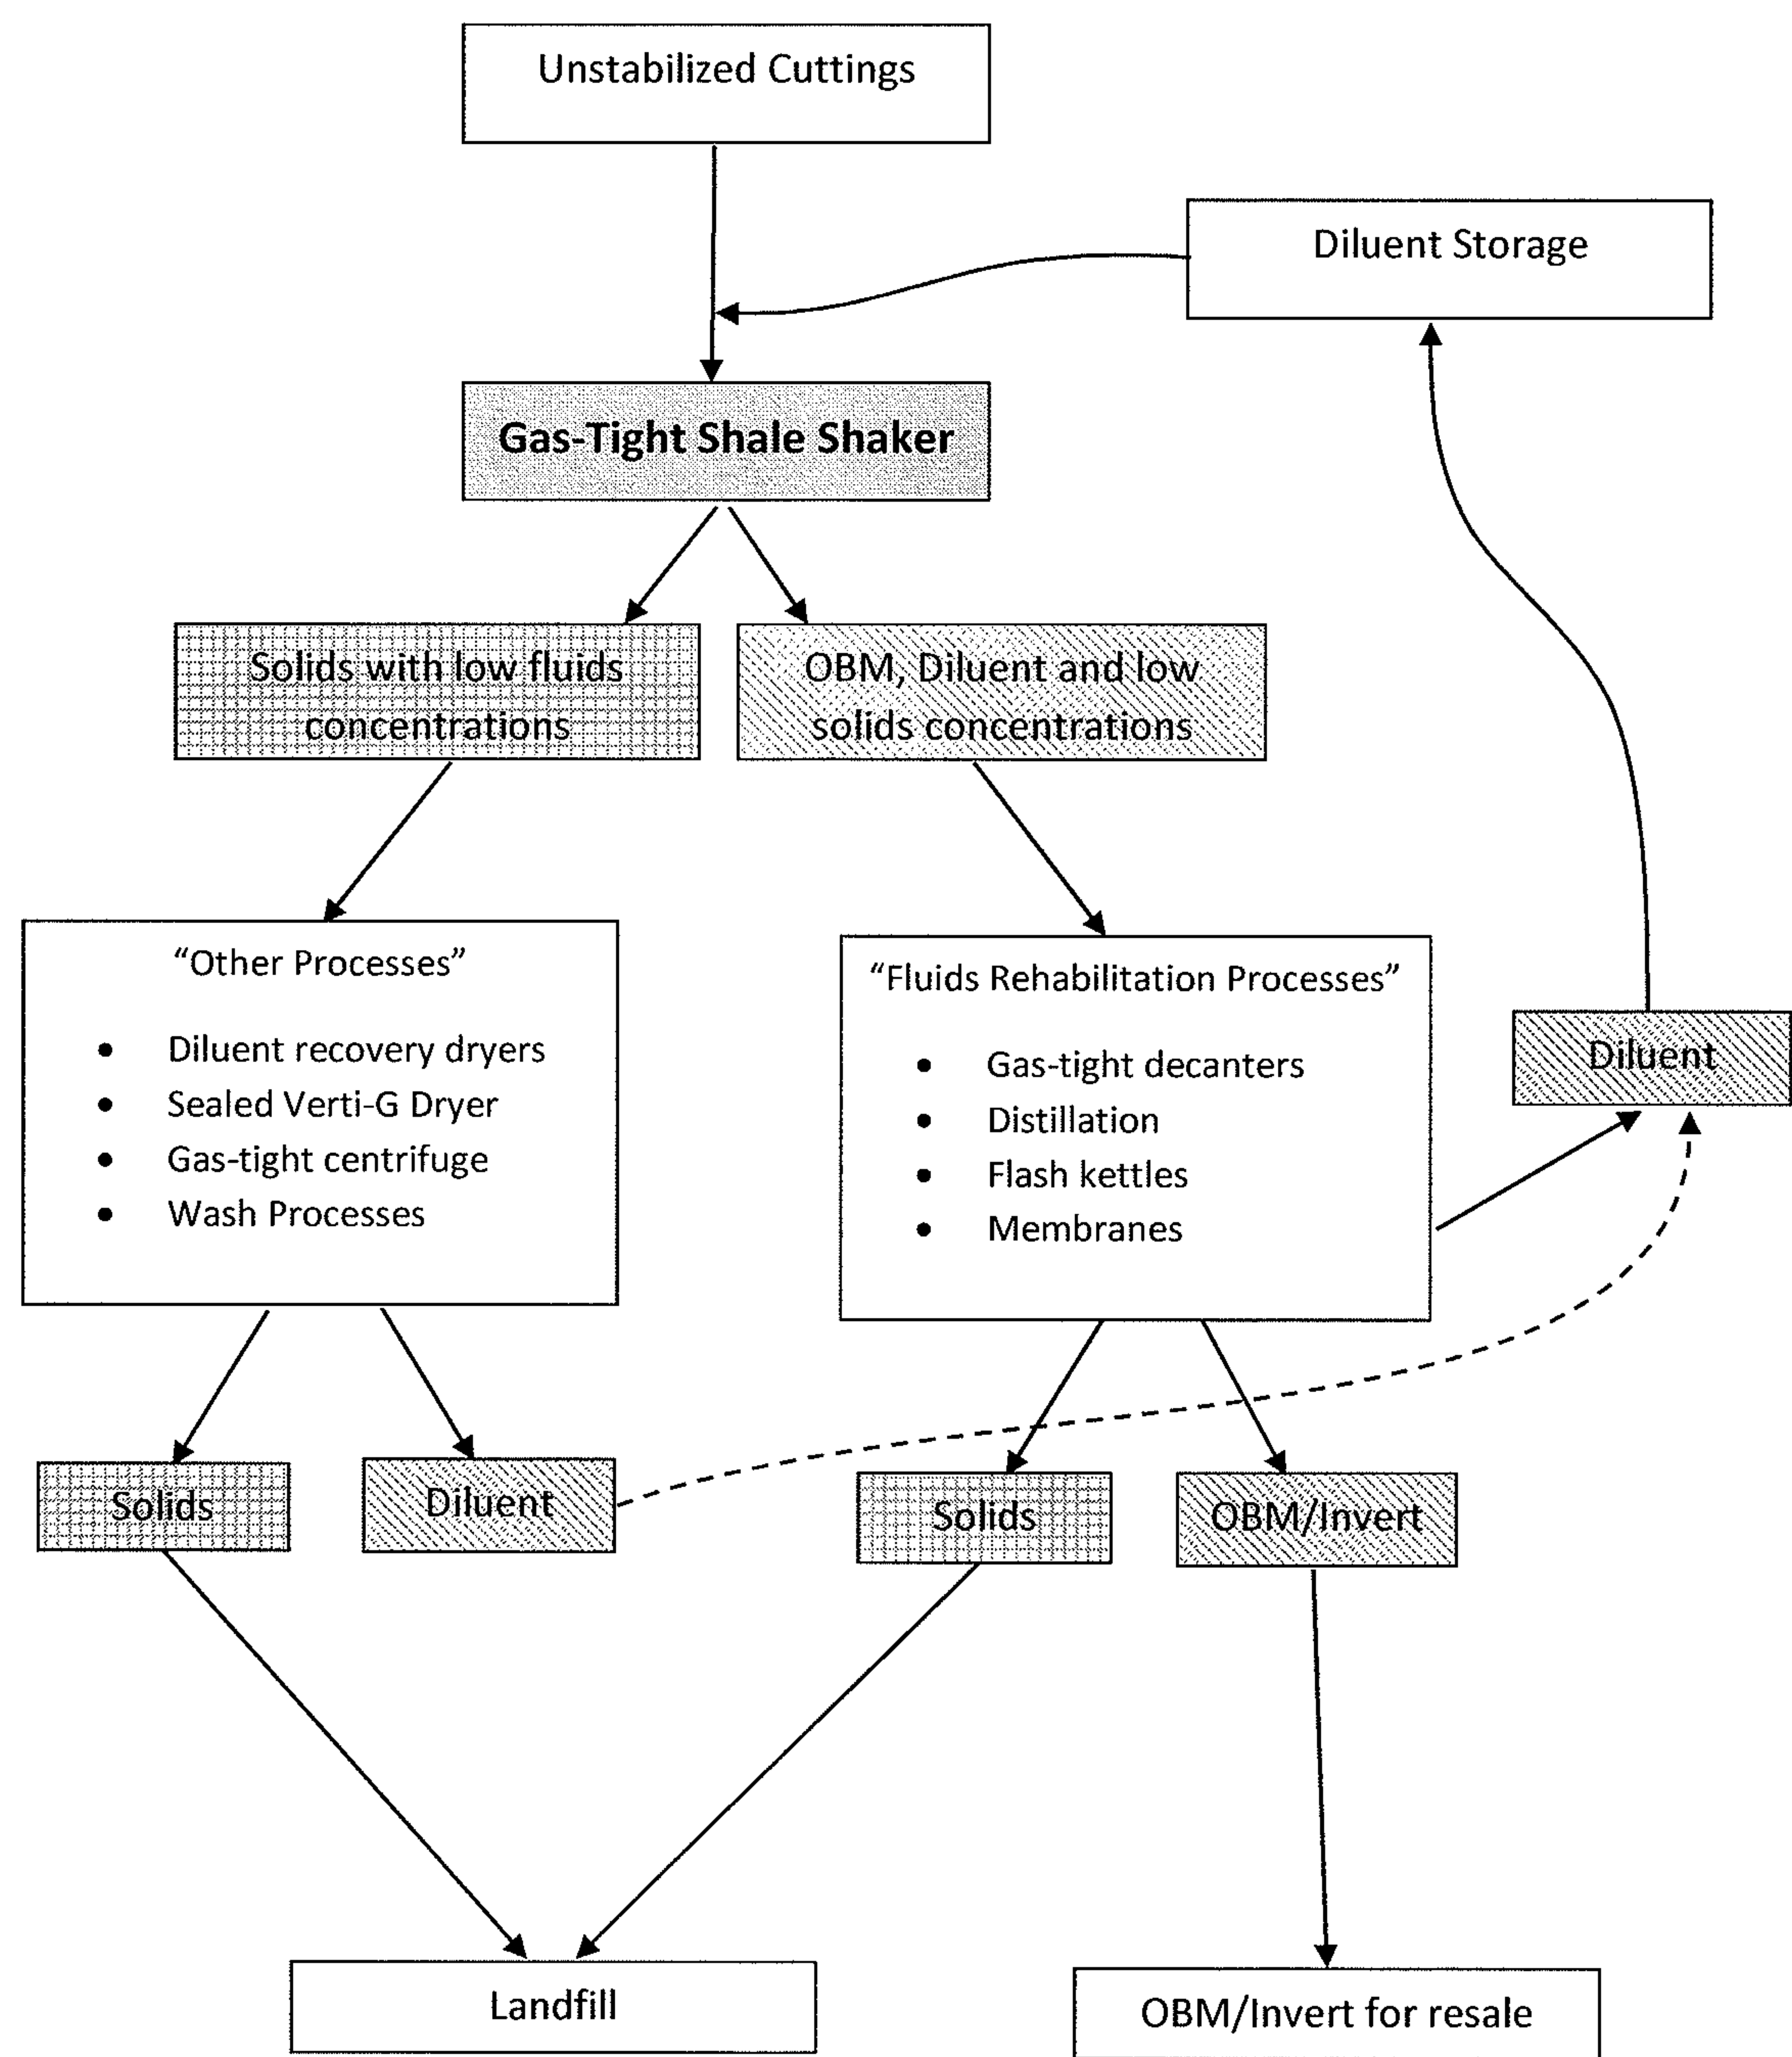 Unstabilized Cuttings
Diluent Storage
Gas-Tight Shale Shaker
Solids with low fluids
concentrations
OBM, Diluent and low
solids concentrations
“Other Processes”
• Diluent recovery dryers
• Sealed Verti-G Dryer
• Gas-tight centrifuge
• Wash Processes
“Fluids Rehabilitation Processes”
• Gas-tight decanters
• Distillation
• Flash kettles
• Membranes
Diluent
Solids
Diluent
Solids
OBM/Invert
Landfill
OBM/Invert for resale